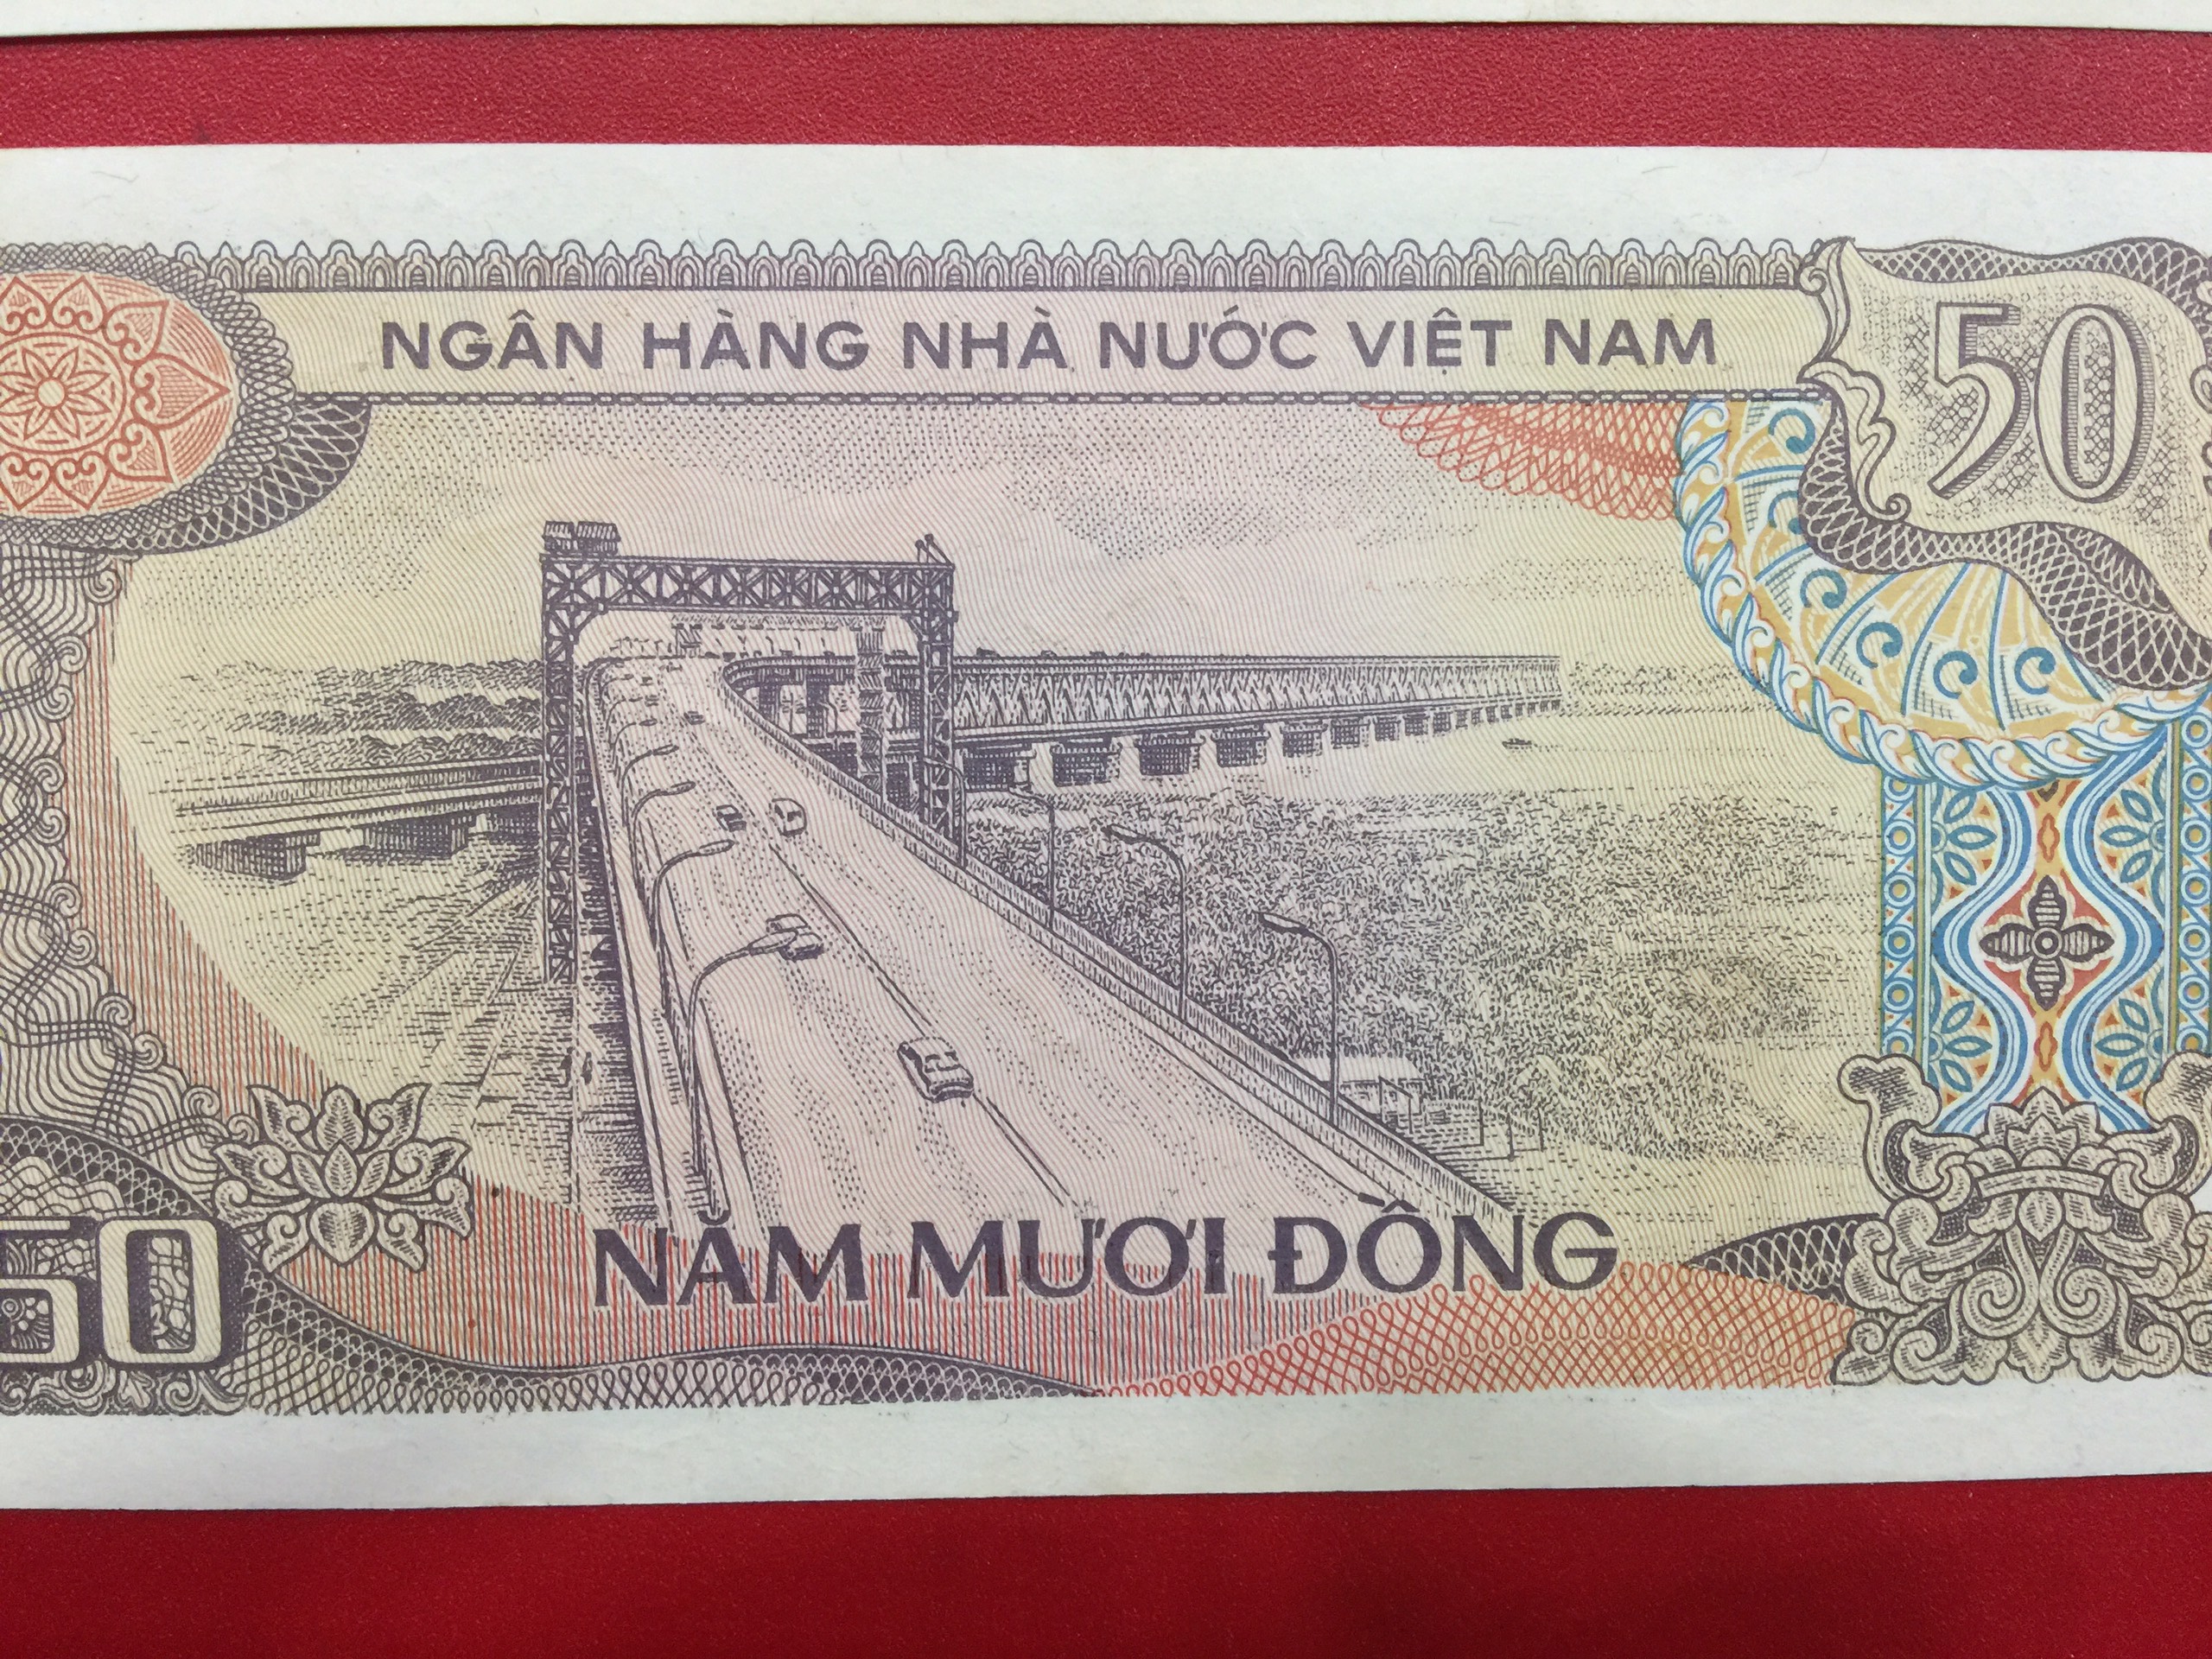 NGÂN HÀNG NHÀ NƯỚC VIỆT NAM
50
50
NĂM MƯƠI ĐỒNG